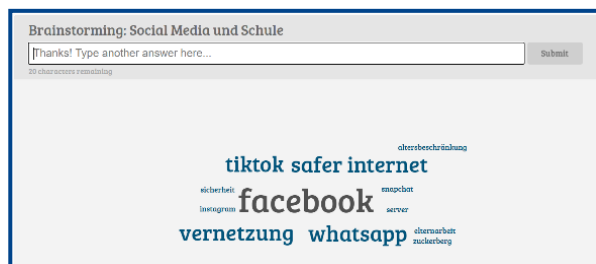 Brainstorming: Social Media und Schule
Thanks! Type another answer here...
Submit
20 characters remaining
altersbeschränkung
tiktok safer internet
sicherheit
snapchat
facebook
instagram
server
vernetzung whatsapp
elternarbeit
zuckerberg